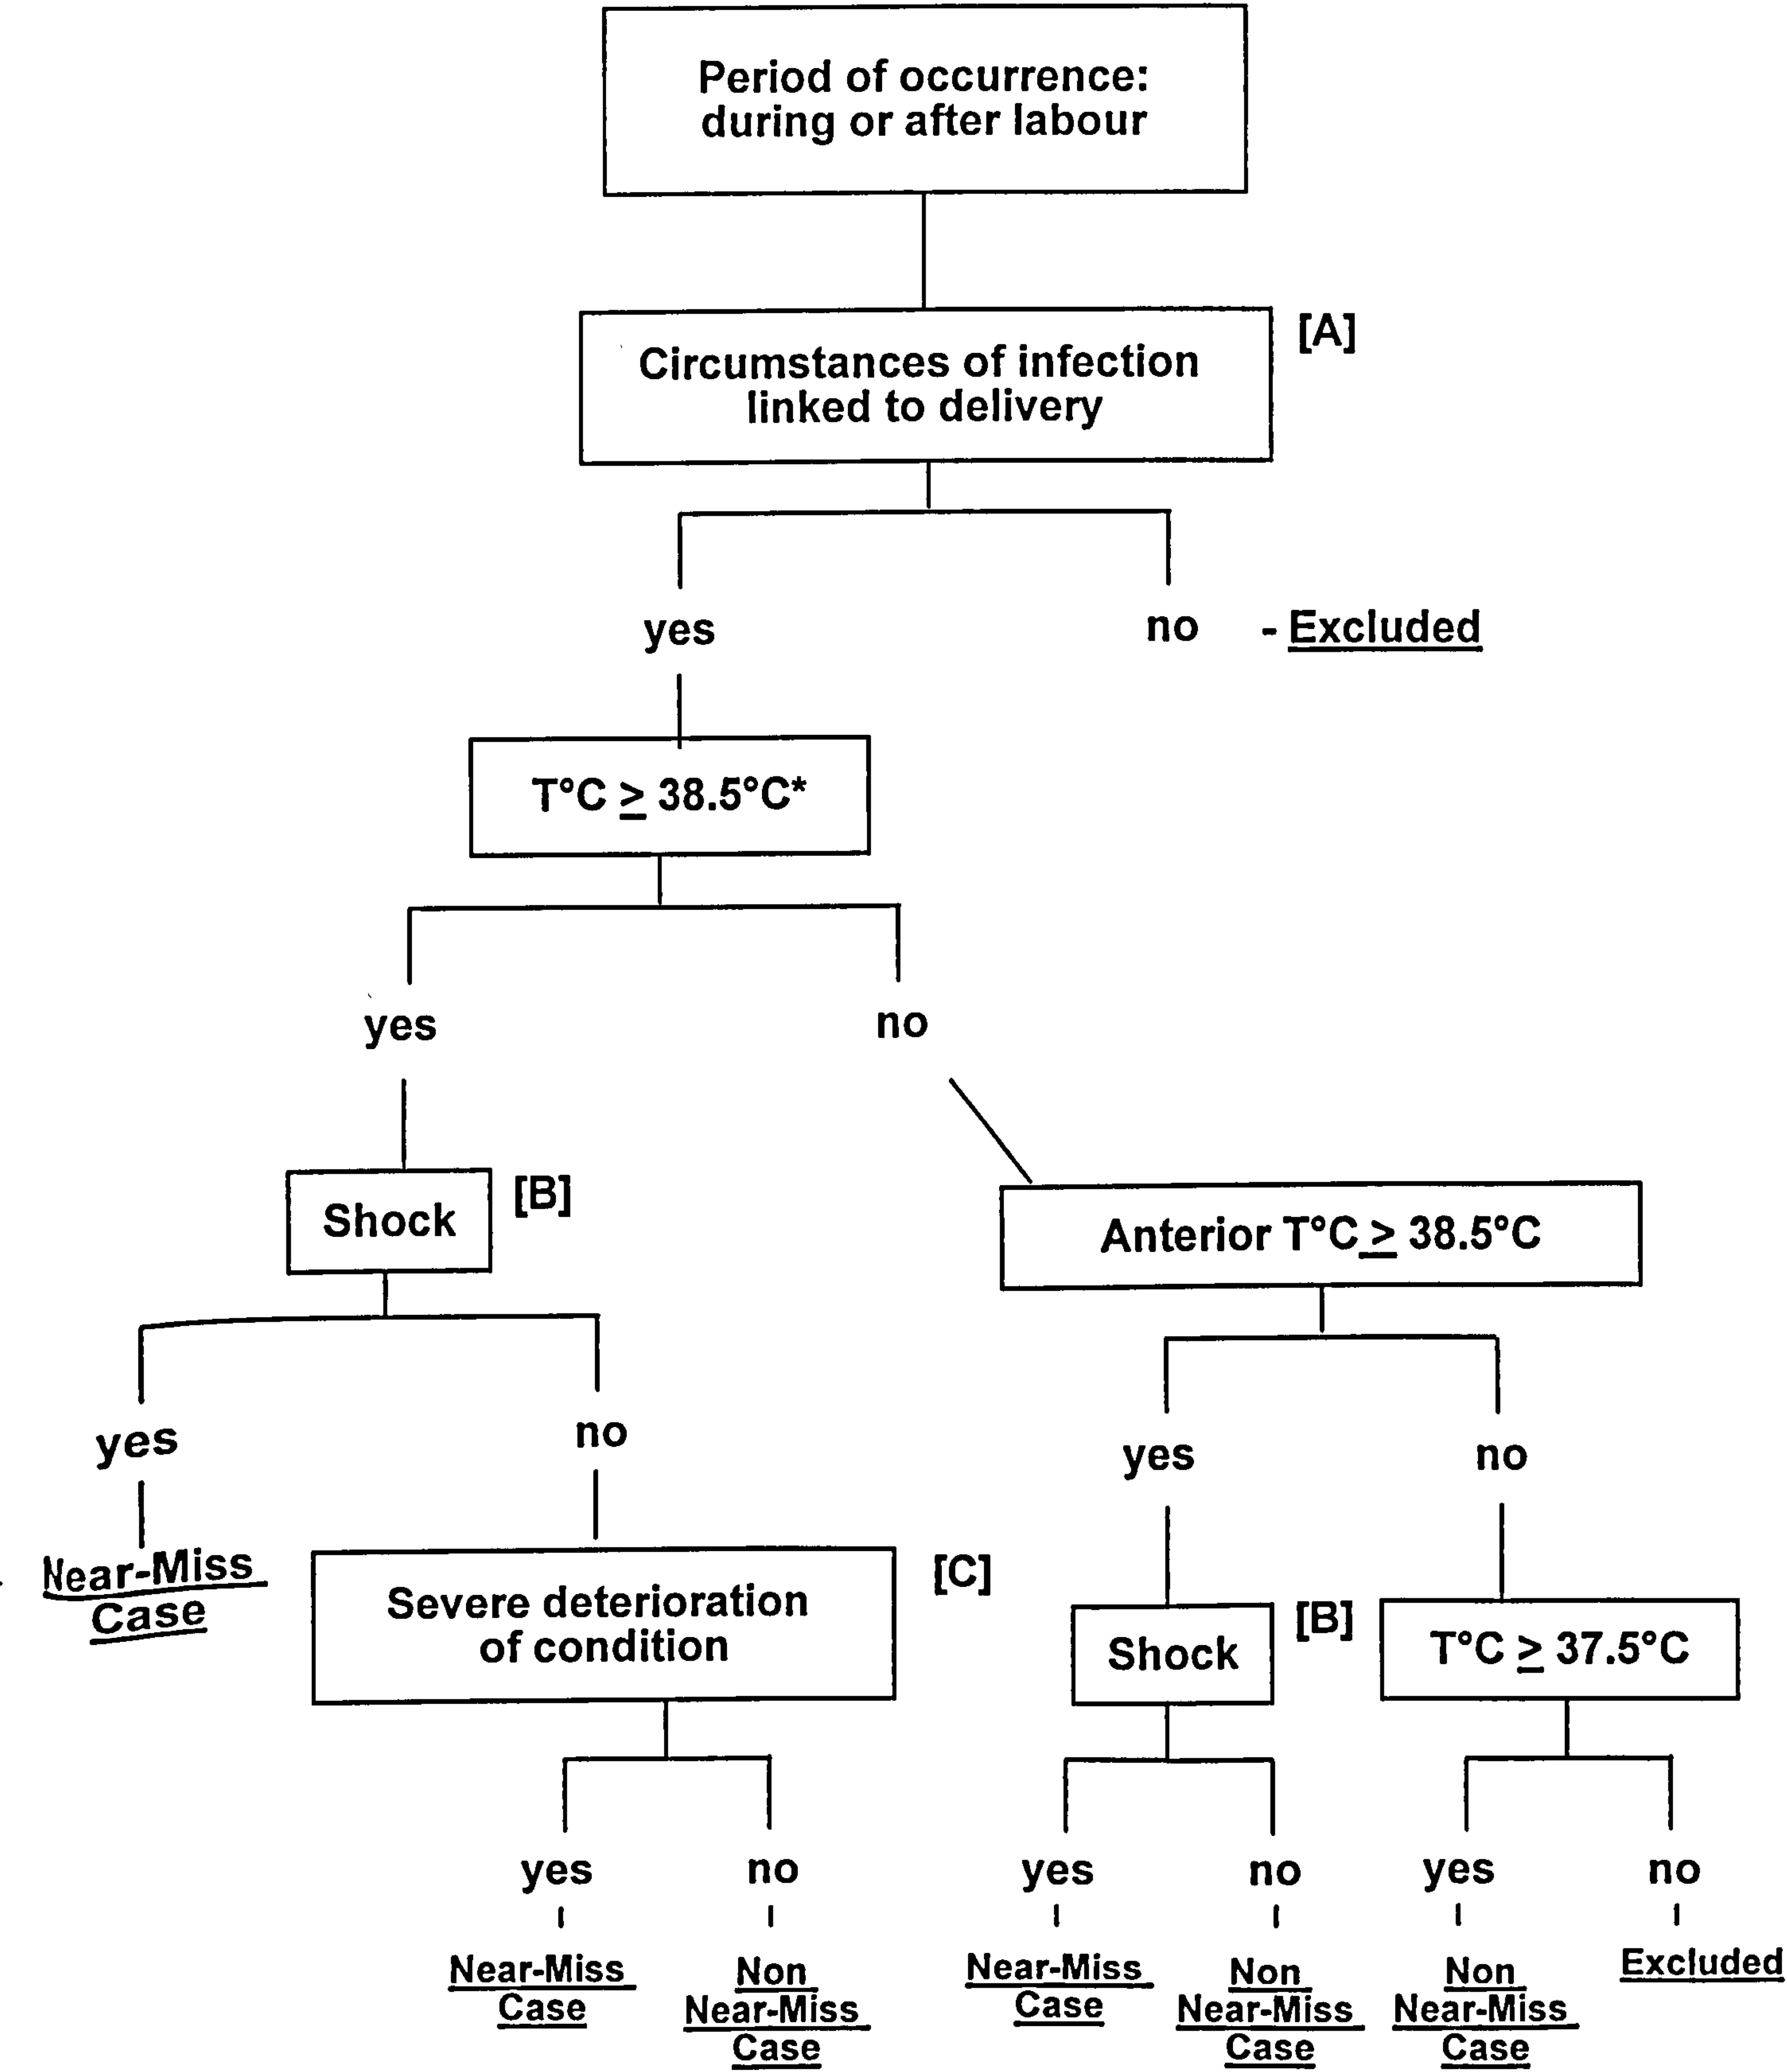 Period of occurrence:
during or after labour
[A]
Circumstances of infection
linked to delivery
yes
no - Excluded
T°C ≥ 38.5°C*
yes
no
Shock
[B]
Anterior T°C ≥ 38.5°C
yes
no
yes
no
Near-Miss
Case
Severe deterioration
of condition
[C]
Shock
[B]
T°C ≥ 37.5°C
yes
no
yes
no
yes
no
Near-Miss
Case
Non
Near-Miss
Case
Near-Miss
Case
Non
Near-Miss
Case
Non
Near-Miss
Case
Excluded